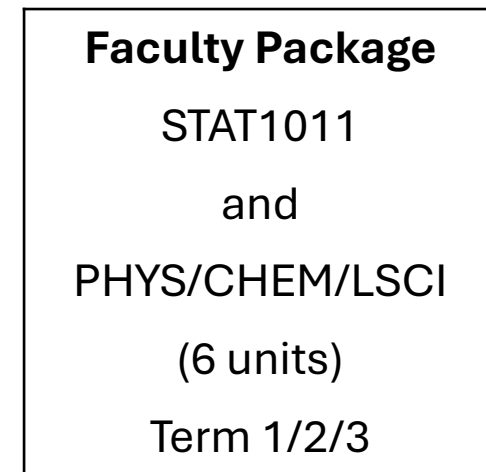 Faculty Package
STAT1011
and
PHYS/CHEM/LSCI
(6 units)
Term 1/2/3